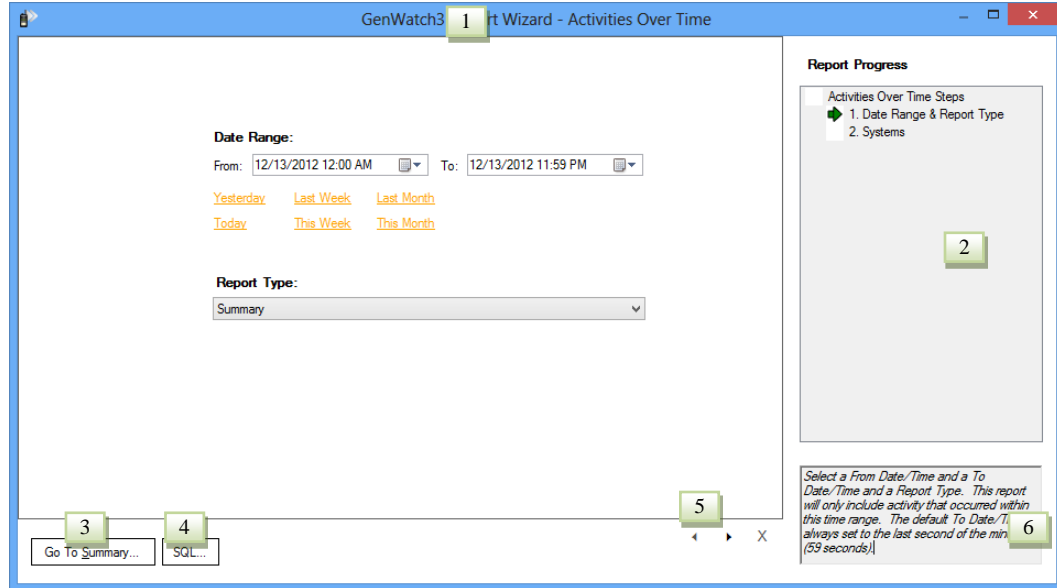 GenWatch3 rt Wizard - Activities Over Time
1
Report Progress
Activities Over Time Steps
1. Date Range & Report Type
2. Systems
2
Date Range:
From: 12/13/2012 12:00 AM To: 12/13/2012 11:59 PM
Yesterday Last Week Last Month
Today This Week This Month
Report Type:
Summary
Select a From Date/Time and a To
Date/Time and a Report Type. This report
will only include activity that occurred within
this time range. The default To Date/
always set to the last second of the
(59 seconds).
6
3
Go To Summary...
4
SQL...
5
X